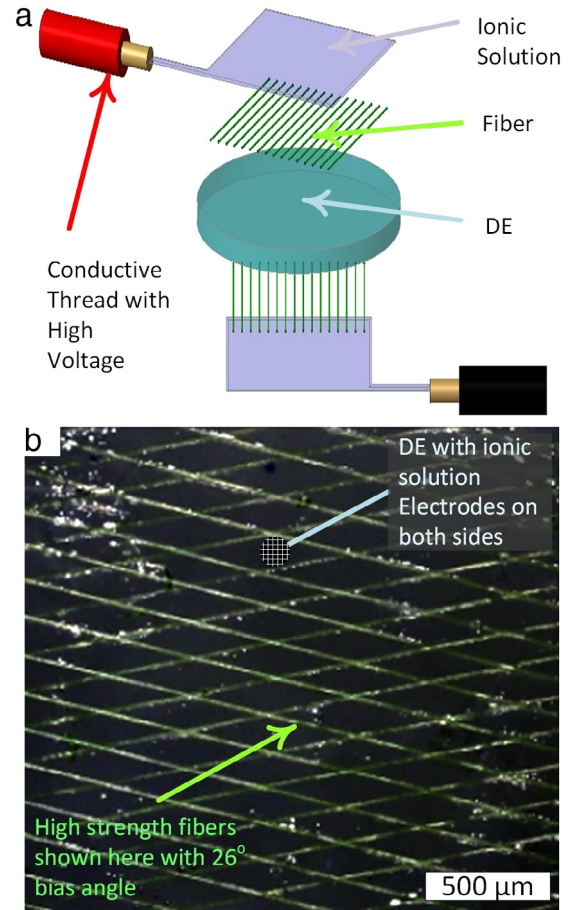 a
Ionic
Solution
Fiber
DE
Conductive
Thread with
High
Voltage
b
DE with ionic
solution
Electrodes on
both sides
High strength fibers
shown here with 26°
bias angle
500 µm